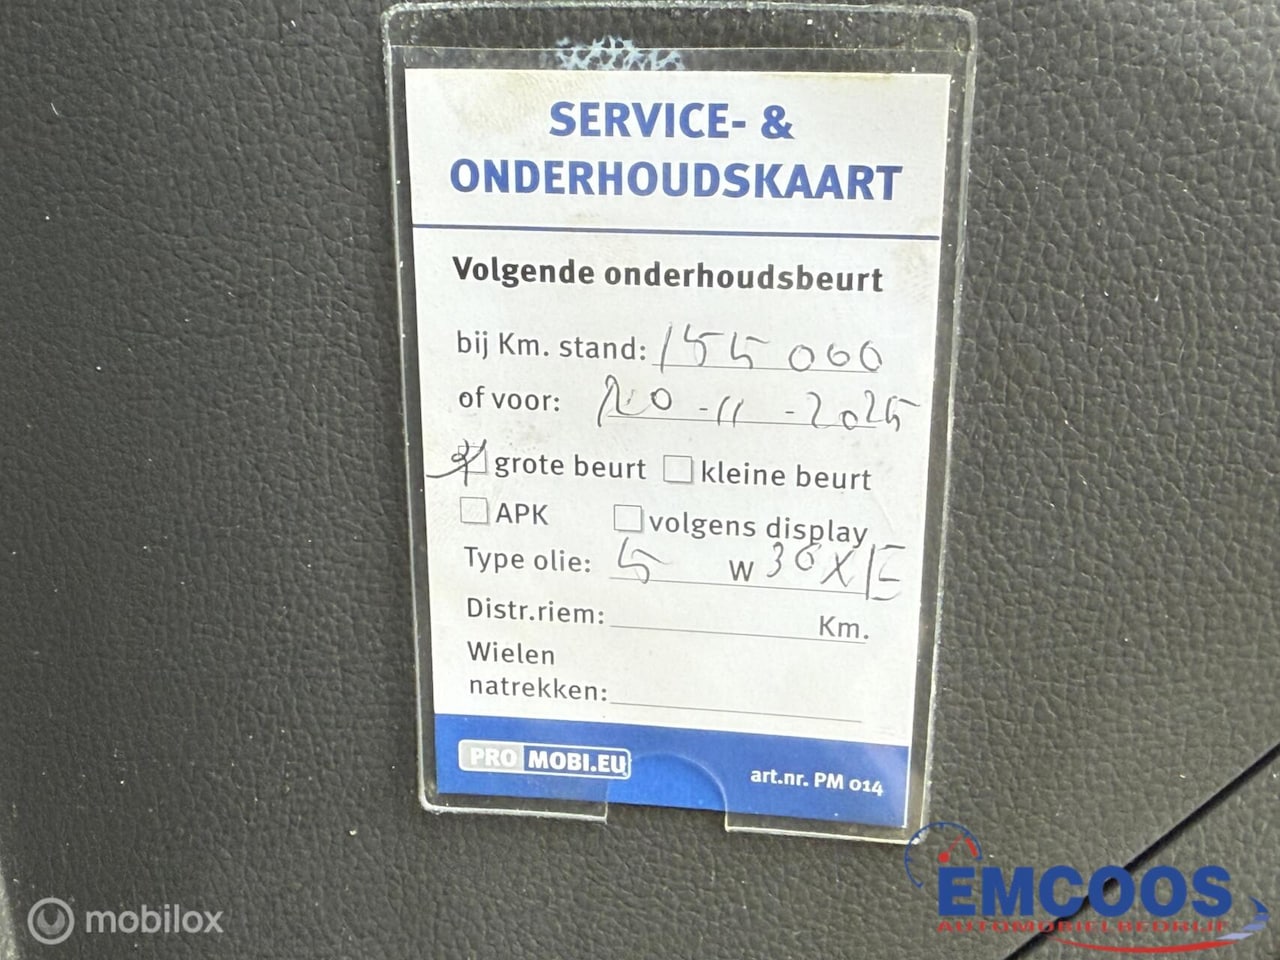 SERVICE- &
ONDERHOUDSKAART
Volgende onderhoudsbeurt
bij Km. stand: 155 000
of voor: 20-11-2025
grote beurt kleine beurt
APK volgens display
Type olie: 5 W 30 X/E
Distr.riem: Km.
Wielen
natrekken:
PRO MOBI.EU
art.nr. PM 014
EMCOOS
AUTOMOBIELBEDRIJF
mobilox